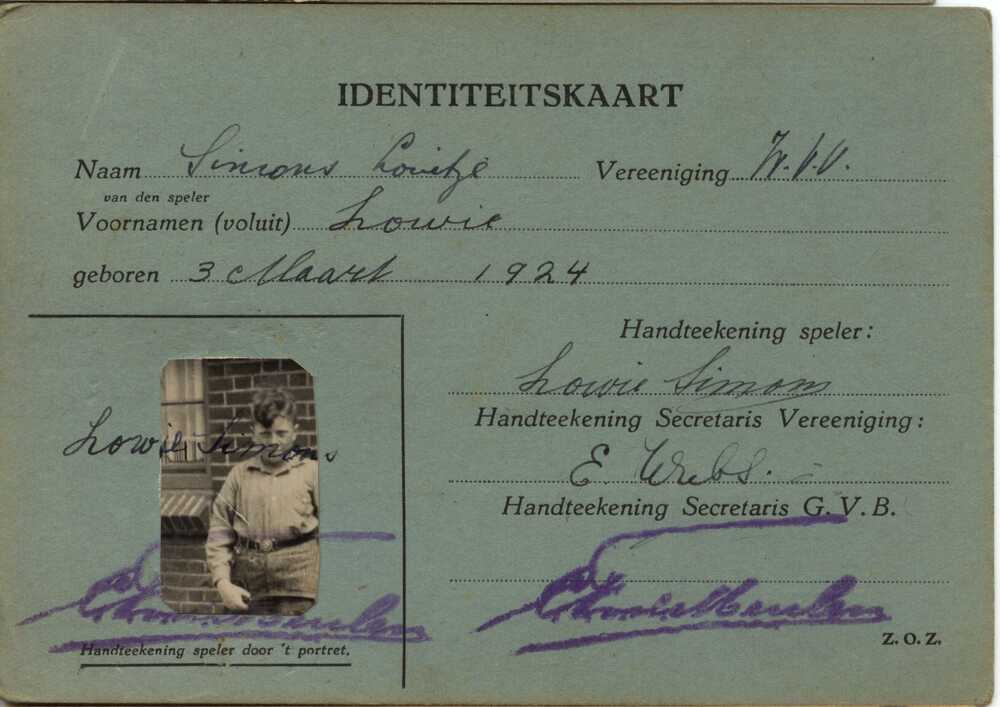 IDENTITEITSKAART
Naam Simons Louitje Vereeniging W.V.V.
van den speler
Voornamen (voluit) Lowie
geboren 3 Maart 1924
Handteekening speler:
Lowie Simons
Handteekening Secretaris Vereeniging:
E.
Handteekening Secretaris G.V.B.
Z.O.Z.
Lowie Simons
Handteekening speler door 't portret.